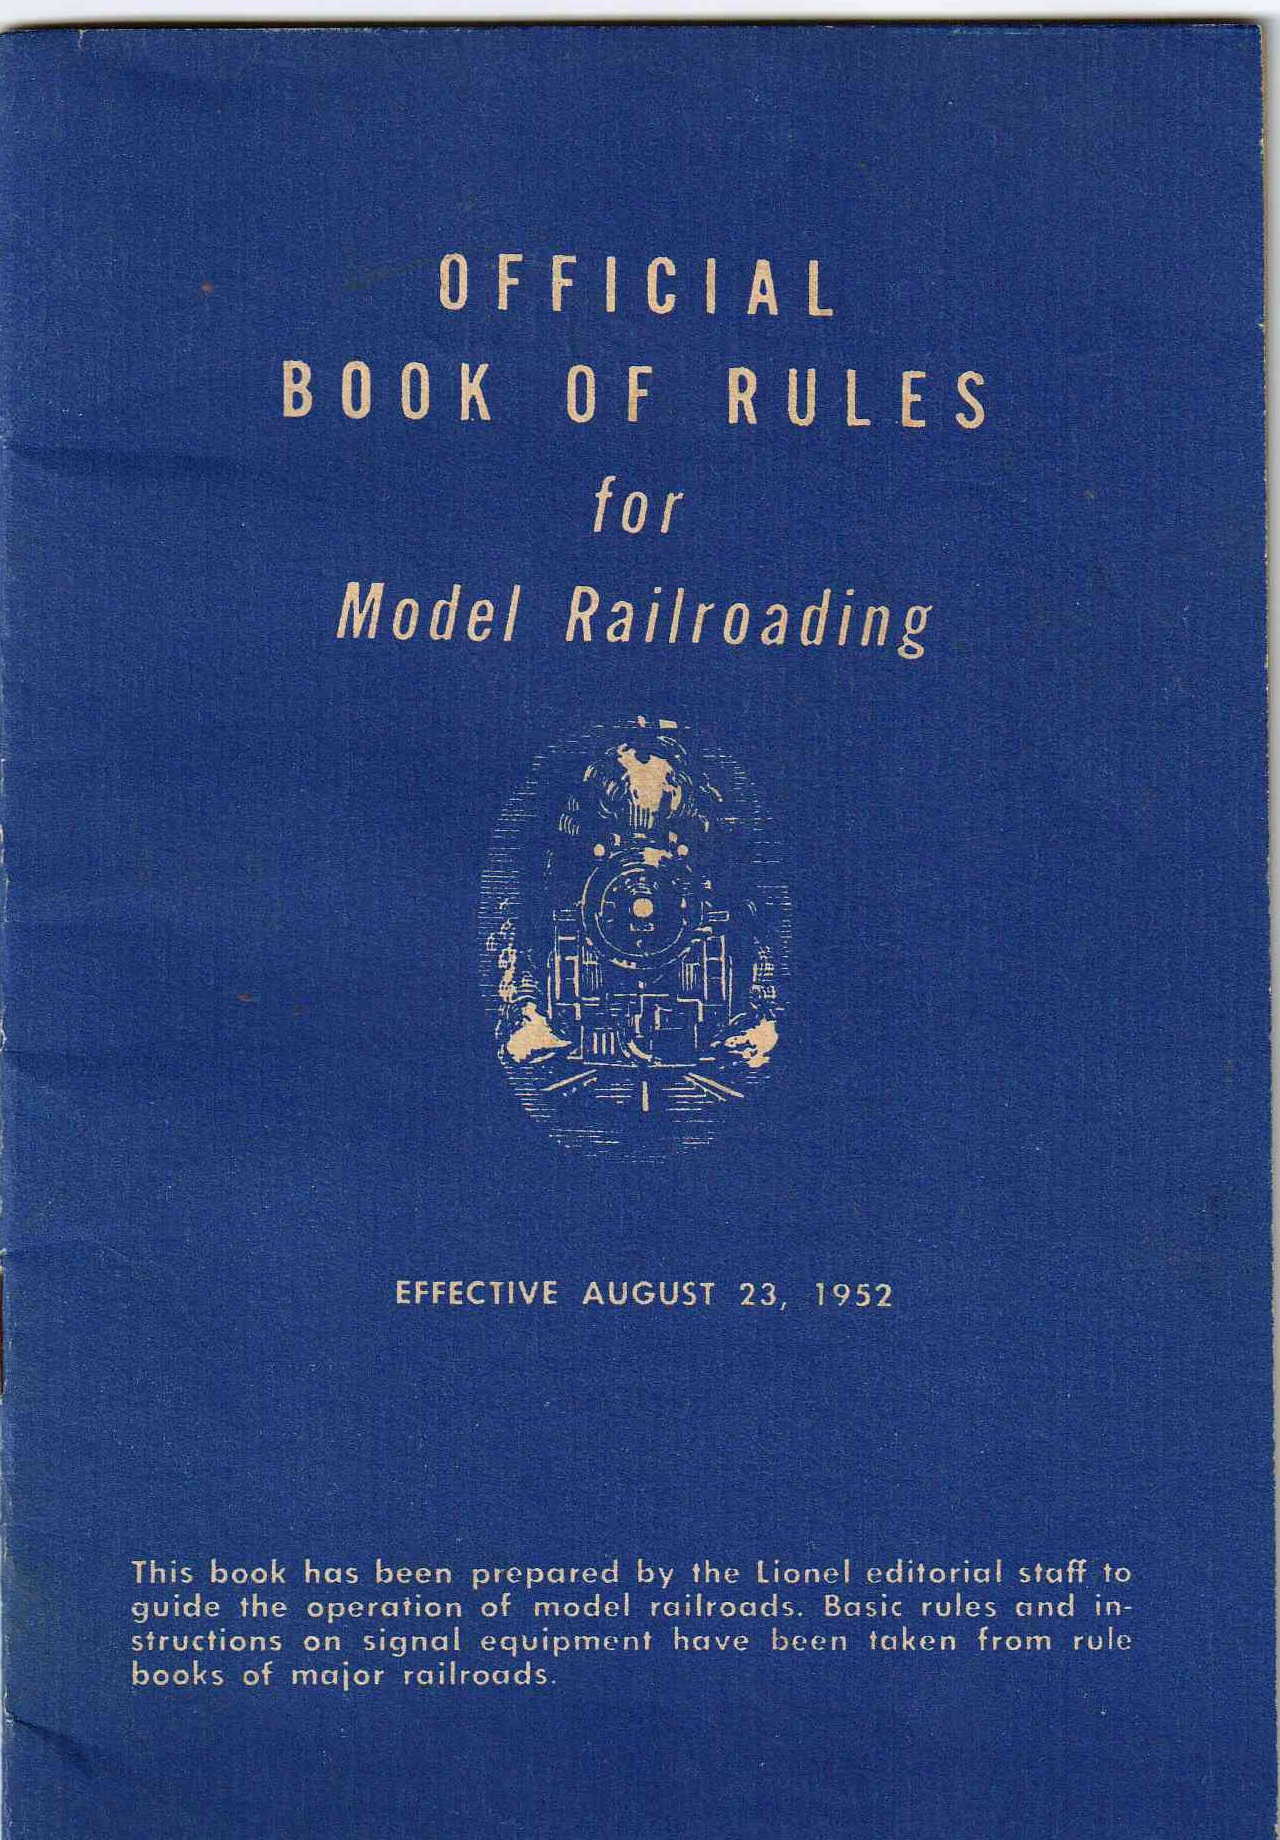 OFFICIAL
BOOK OF RULES
for
Model Railroading
EFFECTIVE AUGUST 23, 1952
This book has been prepared by the Lionel editorial staff to
guide the operation of model railroads. Basic rules and in-
structions on signal equipment have been taken from rule
books of major railroads.